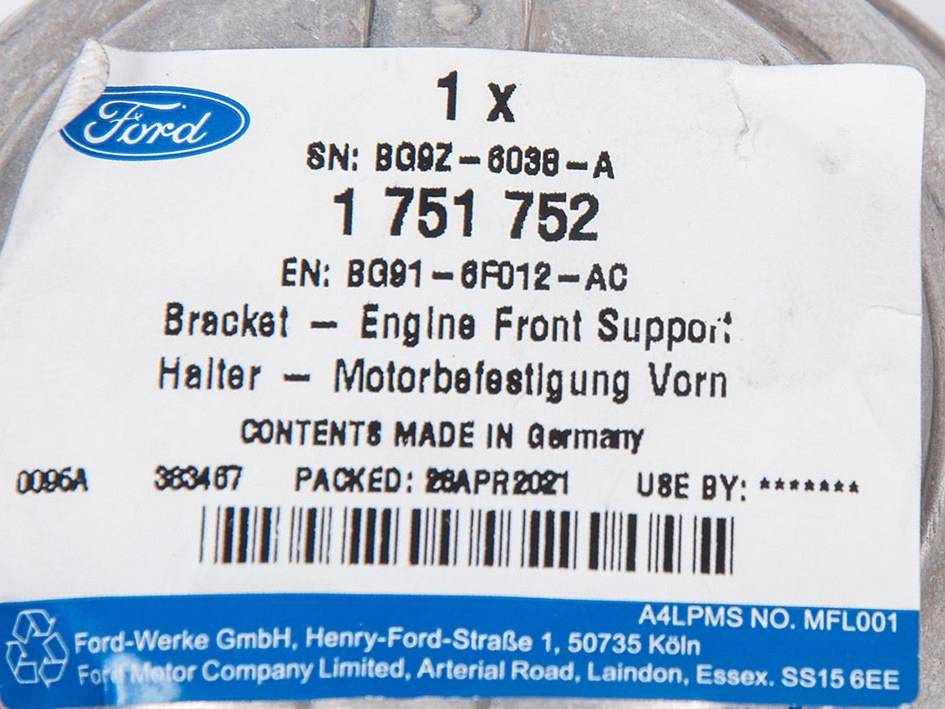 Ford
1 x
SN: BG9Z-6038-A
1 751 752
EN: BG91-6F012-AC
Bracket - Engine Front Support
Halter - Motorbefestigung Vorn
CONTENTS MADE IN Germany
0095A 383467 PACKED: 26APR2021 USE BY: *******
A4LPMS NO. MFL001
Ford-Werke GmbH, Henry-Ford-Straße 1, 50735 Köln
Ford Motor Company Limited, Arterial Road, Laindon, Essex. SS15 6EE